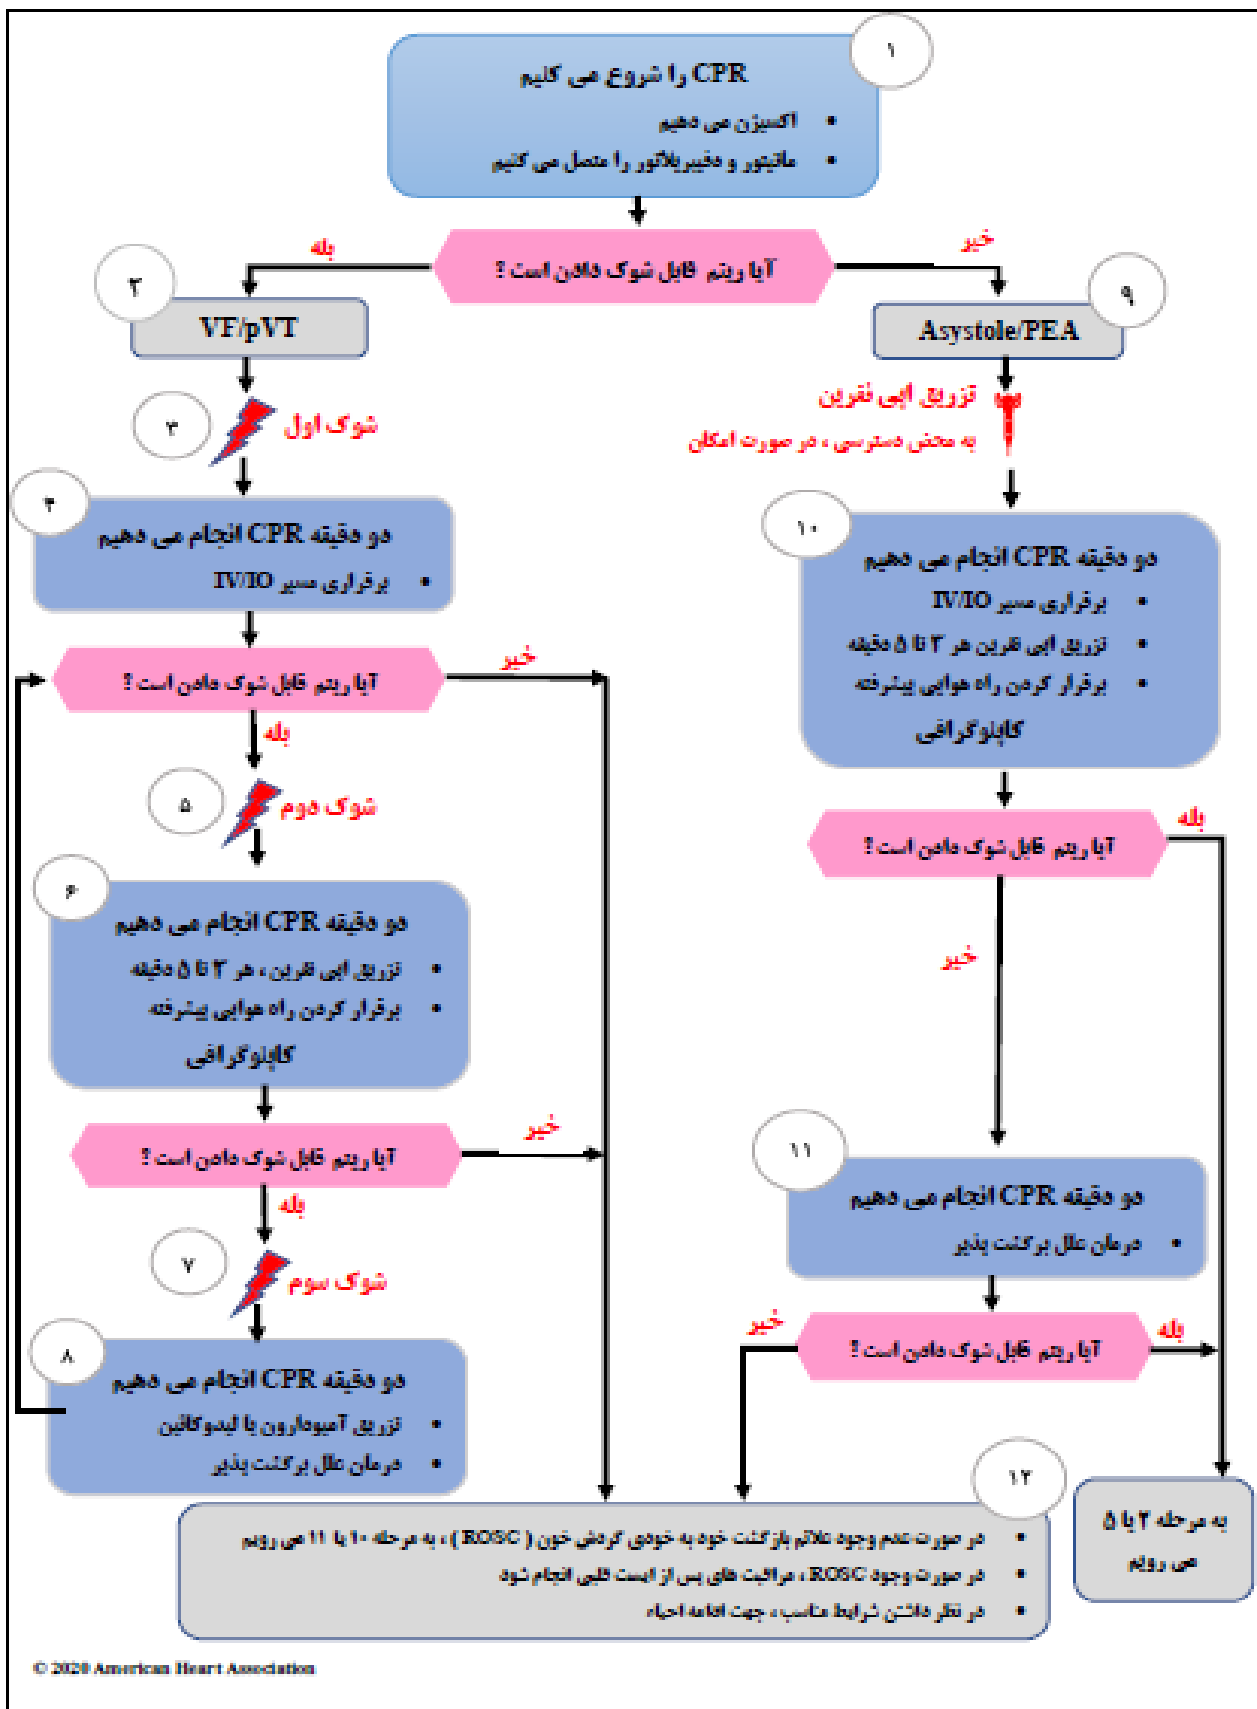 ۱
CPR را شروع می کنیم
• اکسیژن می دهیم
• مانیتور و دفیبریلاتور را متصل می کنیم
آیا ریتم قابل شوک دادن است ؟
بله
خیر
۲
VF/pVT
۳
شوک اول
۴
دو دقیقه CPR انجام می دهیم
• برقراری مسیر IV/IO
آیا ریتم قابل شوک دادن است ؟
خیر
بله
۵
شوک دوم
۶
دو دقیقه CPR انجام می دهیم
• تزریق اپی نفرین ، هر ۳ تا ۵ دقیقه
• برقرار کردن راه هوایی پیشرفته
کاپنوگرافی
آیا ریتم قابل شوک دادن است ؟
خیر
بله
۷
شوک سوم
۸
دو دقیقه CPR انجام می دهیم
• تزریق آمیودارون یا لیدوکائین
• درمان علل برگشت پذیر
۹
Asystole/PEA
تزریق اپی نفرین
به محض دسترسی ، در صورت امکان
۱۰
دو دقیقه CPR انجام می دهیم
• برقراری مسیر IV/IO
• تزریق اپی نفرین هر ۳ تا ۵ دقیقه
• برقرار کردن راه هوایی پیشرفته
کاپنوگرافی
آیا ریتم قابل شوک دادن است ؟
بله
خیر
۱۱
دو دقیقه CPR انجام می دهیم
• درمان علل برگشت پذیر
آیا ریتم قابل شوک دادن است ؟
خیر
بله
۱۲
• در صورت عدم وجود علائم بازگشت خود به خودی گردش خون ( ROSC ) ، به مرحله ۱۰ یا ۱۱ می رویم
• در صورت وجود ROSC ، مراقبت های پس از ایست قلبی انجام شود
• در نظر داشتن شرایط مناسب ، جهت ادامه احیاء
به مرحله ۳ یا ۵
می رویم
© 2020 American Heart Association